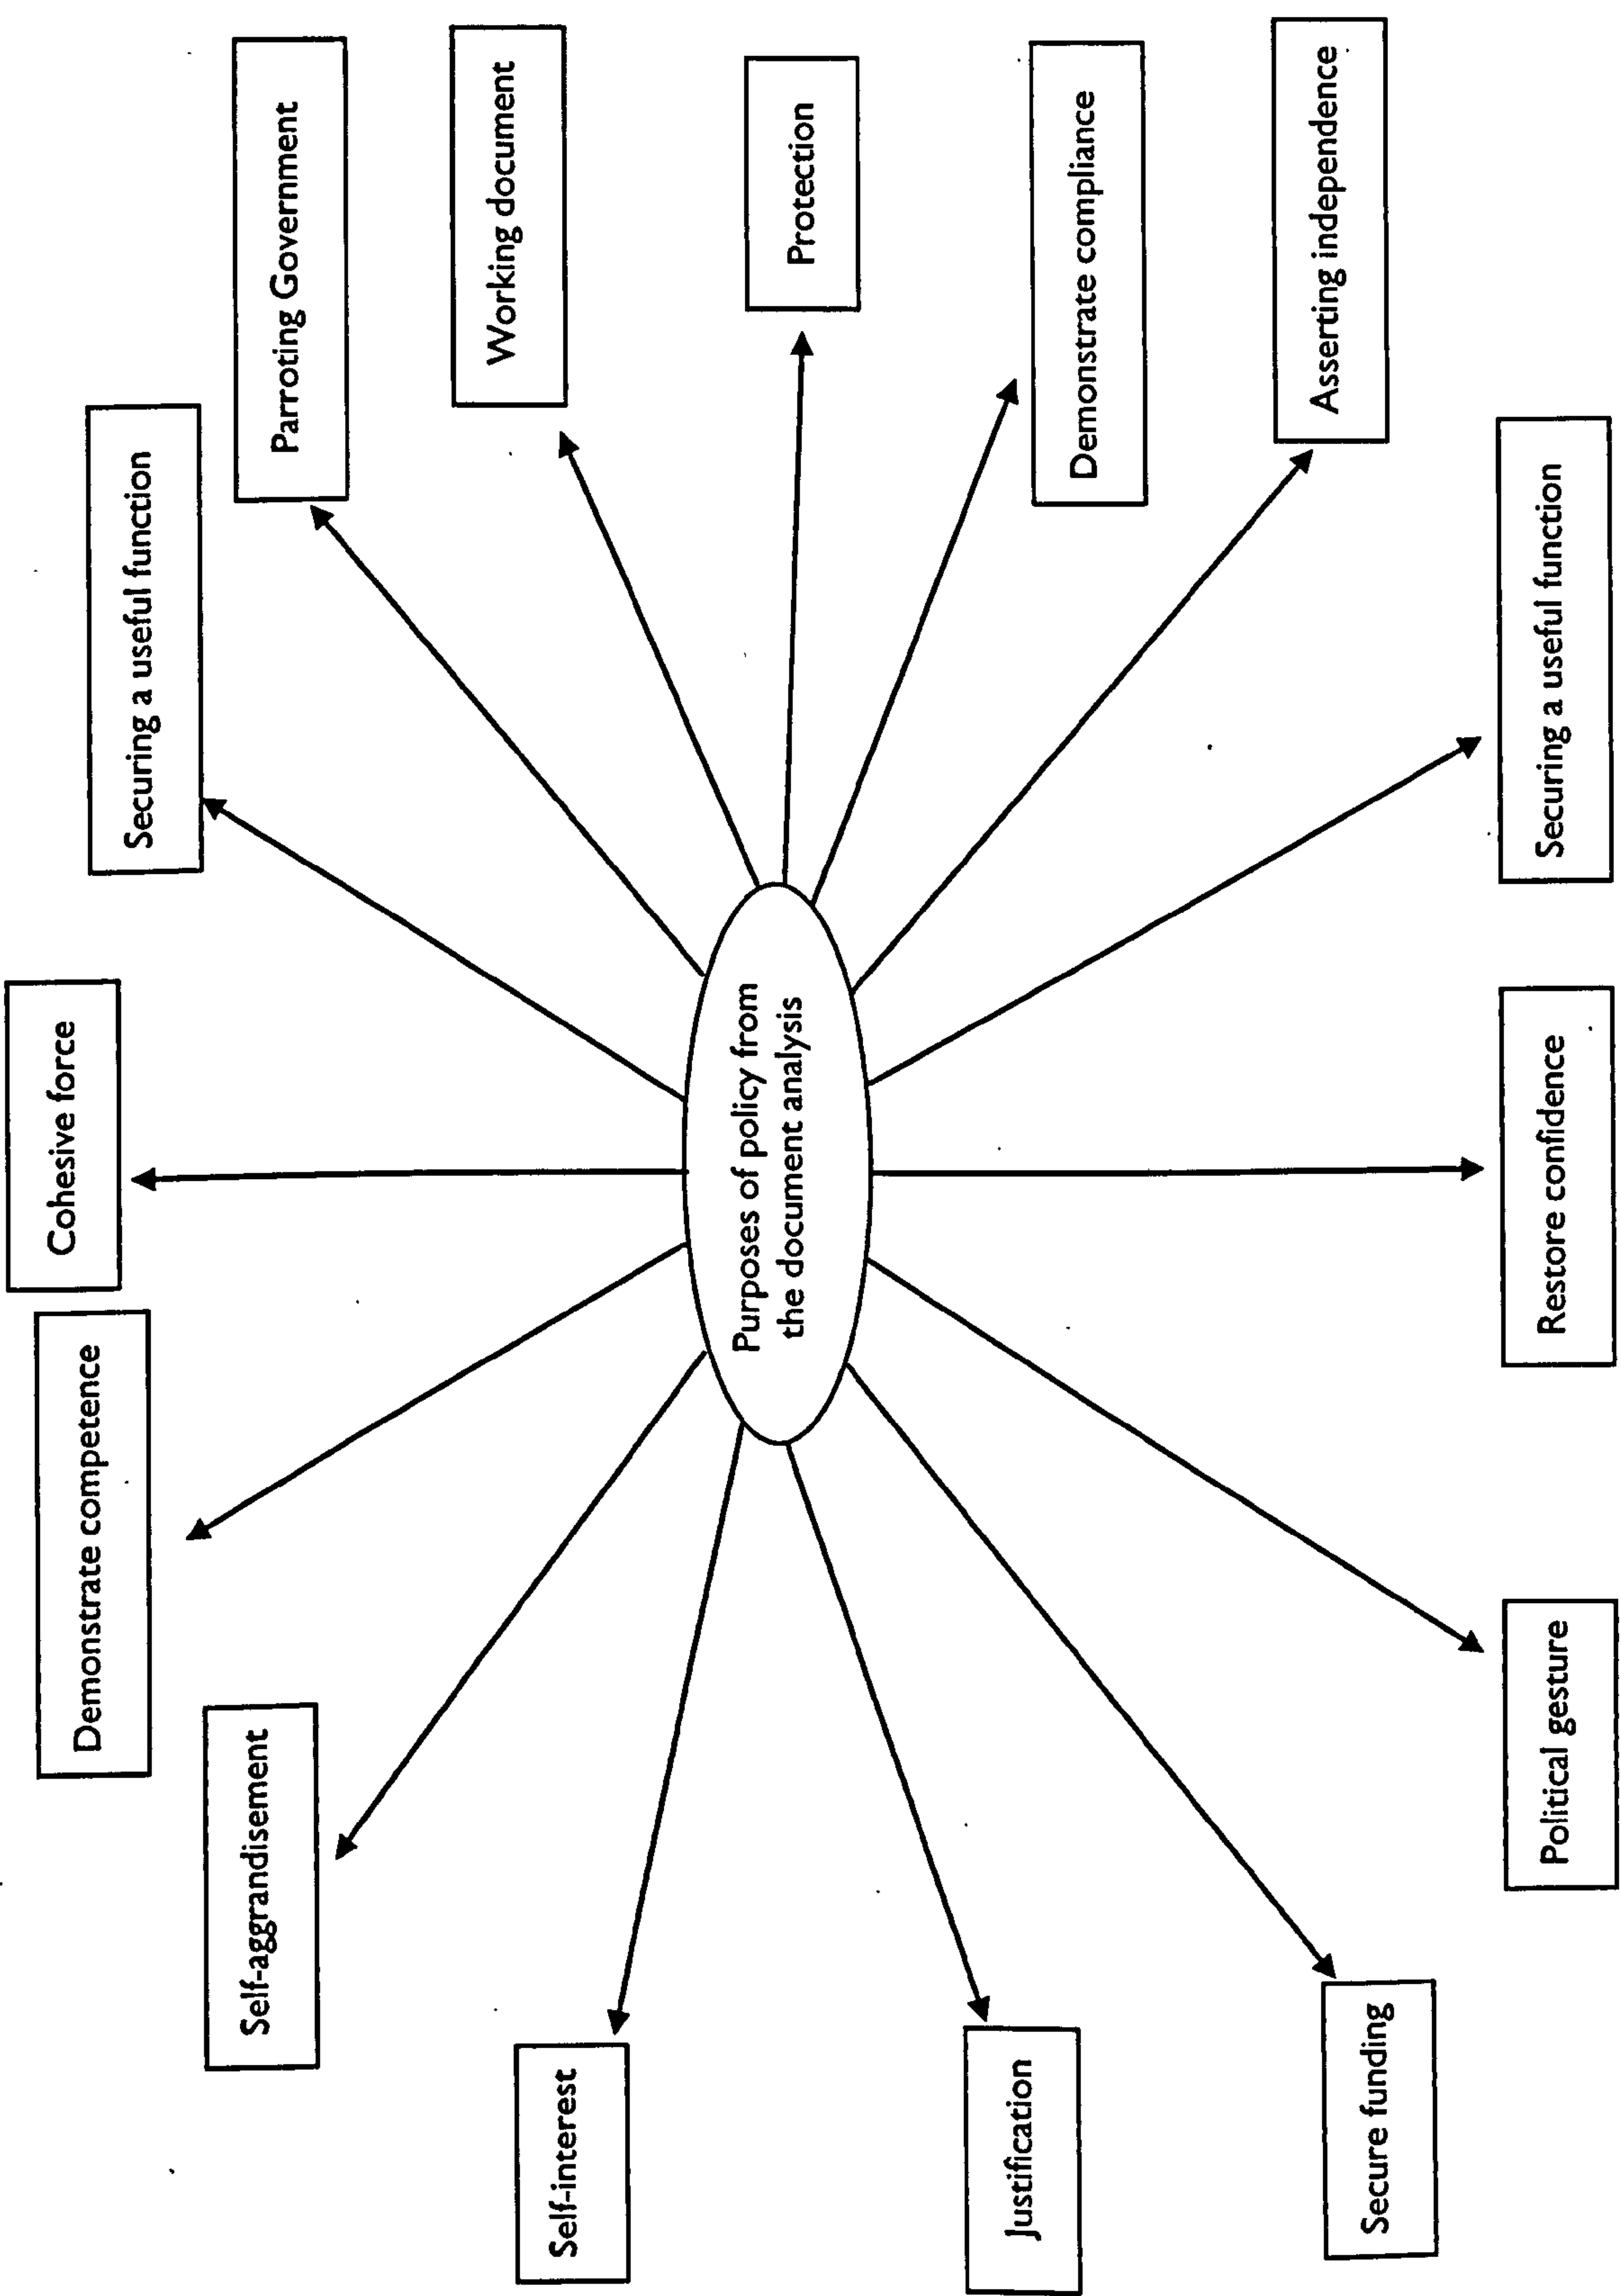 Demonstrate competence
Cohesive force
Securing a useful function
Self-aggrandisement
Parroting Government
Self-interest
Working document
Purposes of policy from
the document analysis
Protection
Justification
Demonstrate compliance
Secure funding
Asserting independence
Political gesture
Restore confidence
Securing a useful function